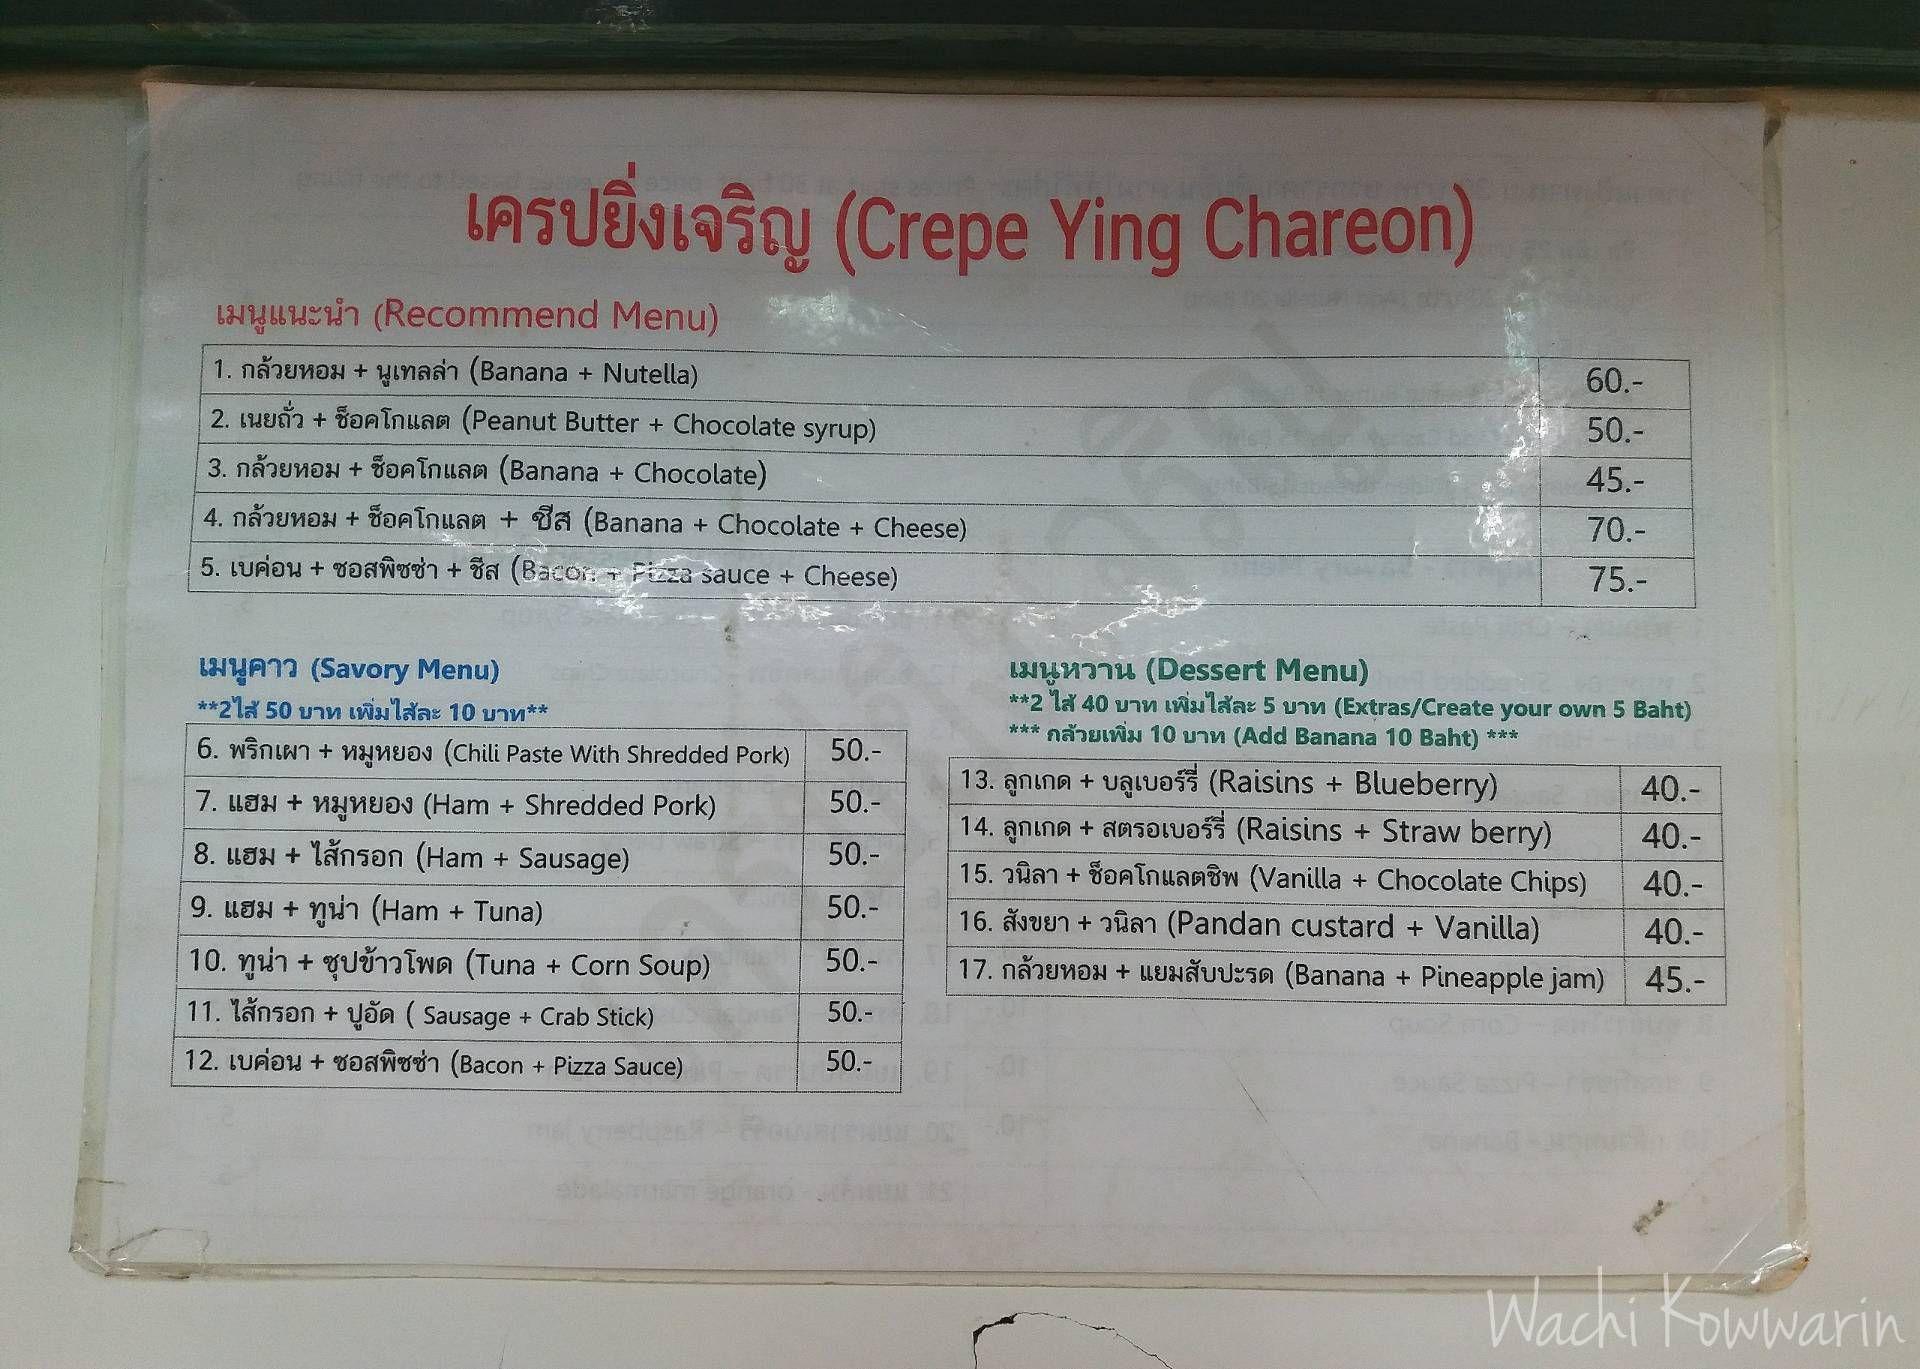 เครปยิ่งเจริญ (Crepe Ying Chareon)
เมนูแนะนำ (Recommend Menu)
1. กล้วยหอม + นูเทลล่า (Banana + Nutella) 60.-
2. เนยถั่ว + ช็อคโกแลต (Peanut Butter + Chocolate syrup) 50.-
3. กล้วยหอม + ช็อคโกแลต (Banana + Chocolate) 45.-
4. กล้วยหอม + ช็อคโกแลต + ชีส (Banana + Chocolate + Cheese) 70.-
5. เบค่อน + ซอสพิซซ่า + ชีส (Bacon + Pizza sauce + Cheese) 75.-
เมนูคาว (Savory Menu)
**2ไส้ 50 บาท เพิ่มไส้ละ 10 บาท**
6. พริกเผา + หมูหยอง (Chili Paste With Shredded Pork) 50.-
7. แฮม + หมูหยอง (Ham + Shredded Pork) 50.-
8. แฮม + ไส้กรอก (Ham + Sausage) 50.-
9. แฮม + ทูน่า (Ham + Tuna) 50.-
10. ทูน่า + ซุปข้าวโพด (Tuna + Corn Soup) 50.-
11. ไส้กรอก + ปูอัด ( Sausage + Crab Stick) 50.-
12. เบค่อน + ซอสพิซซ่า (Bacon + Pizza Sauce) 50.-
เมนูหวาน (Dessert Menu)
**2 ไส้ 40 บาท เพิ่มไส้ละ 5 บาท (Extras/Create your own 5 Baht)
*** กล้วยเพิ่ม 10 บาท (Add Banana 10 Baht) ***
13. ลูกเกด + บลูเบอร์รี่ (Raisins + Blueberry) 40.-
14. ลูกเกด + สตรอเบอร์รี่ (Raisins + Straw berry) 40.-
15. วนิลา + ช็อคโกแลตชิพ (Vanilla + Chocolate Chips) 40.-
16. สังขยา + วนิลา (Pandan custard + Vanilla) 40.-
17. กล้วยหอม + แยมสับปะรด (Banana + Pineapple jam) 45.-
Wachi Kowwarin